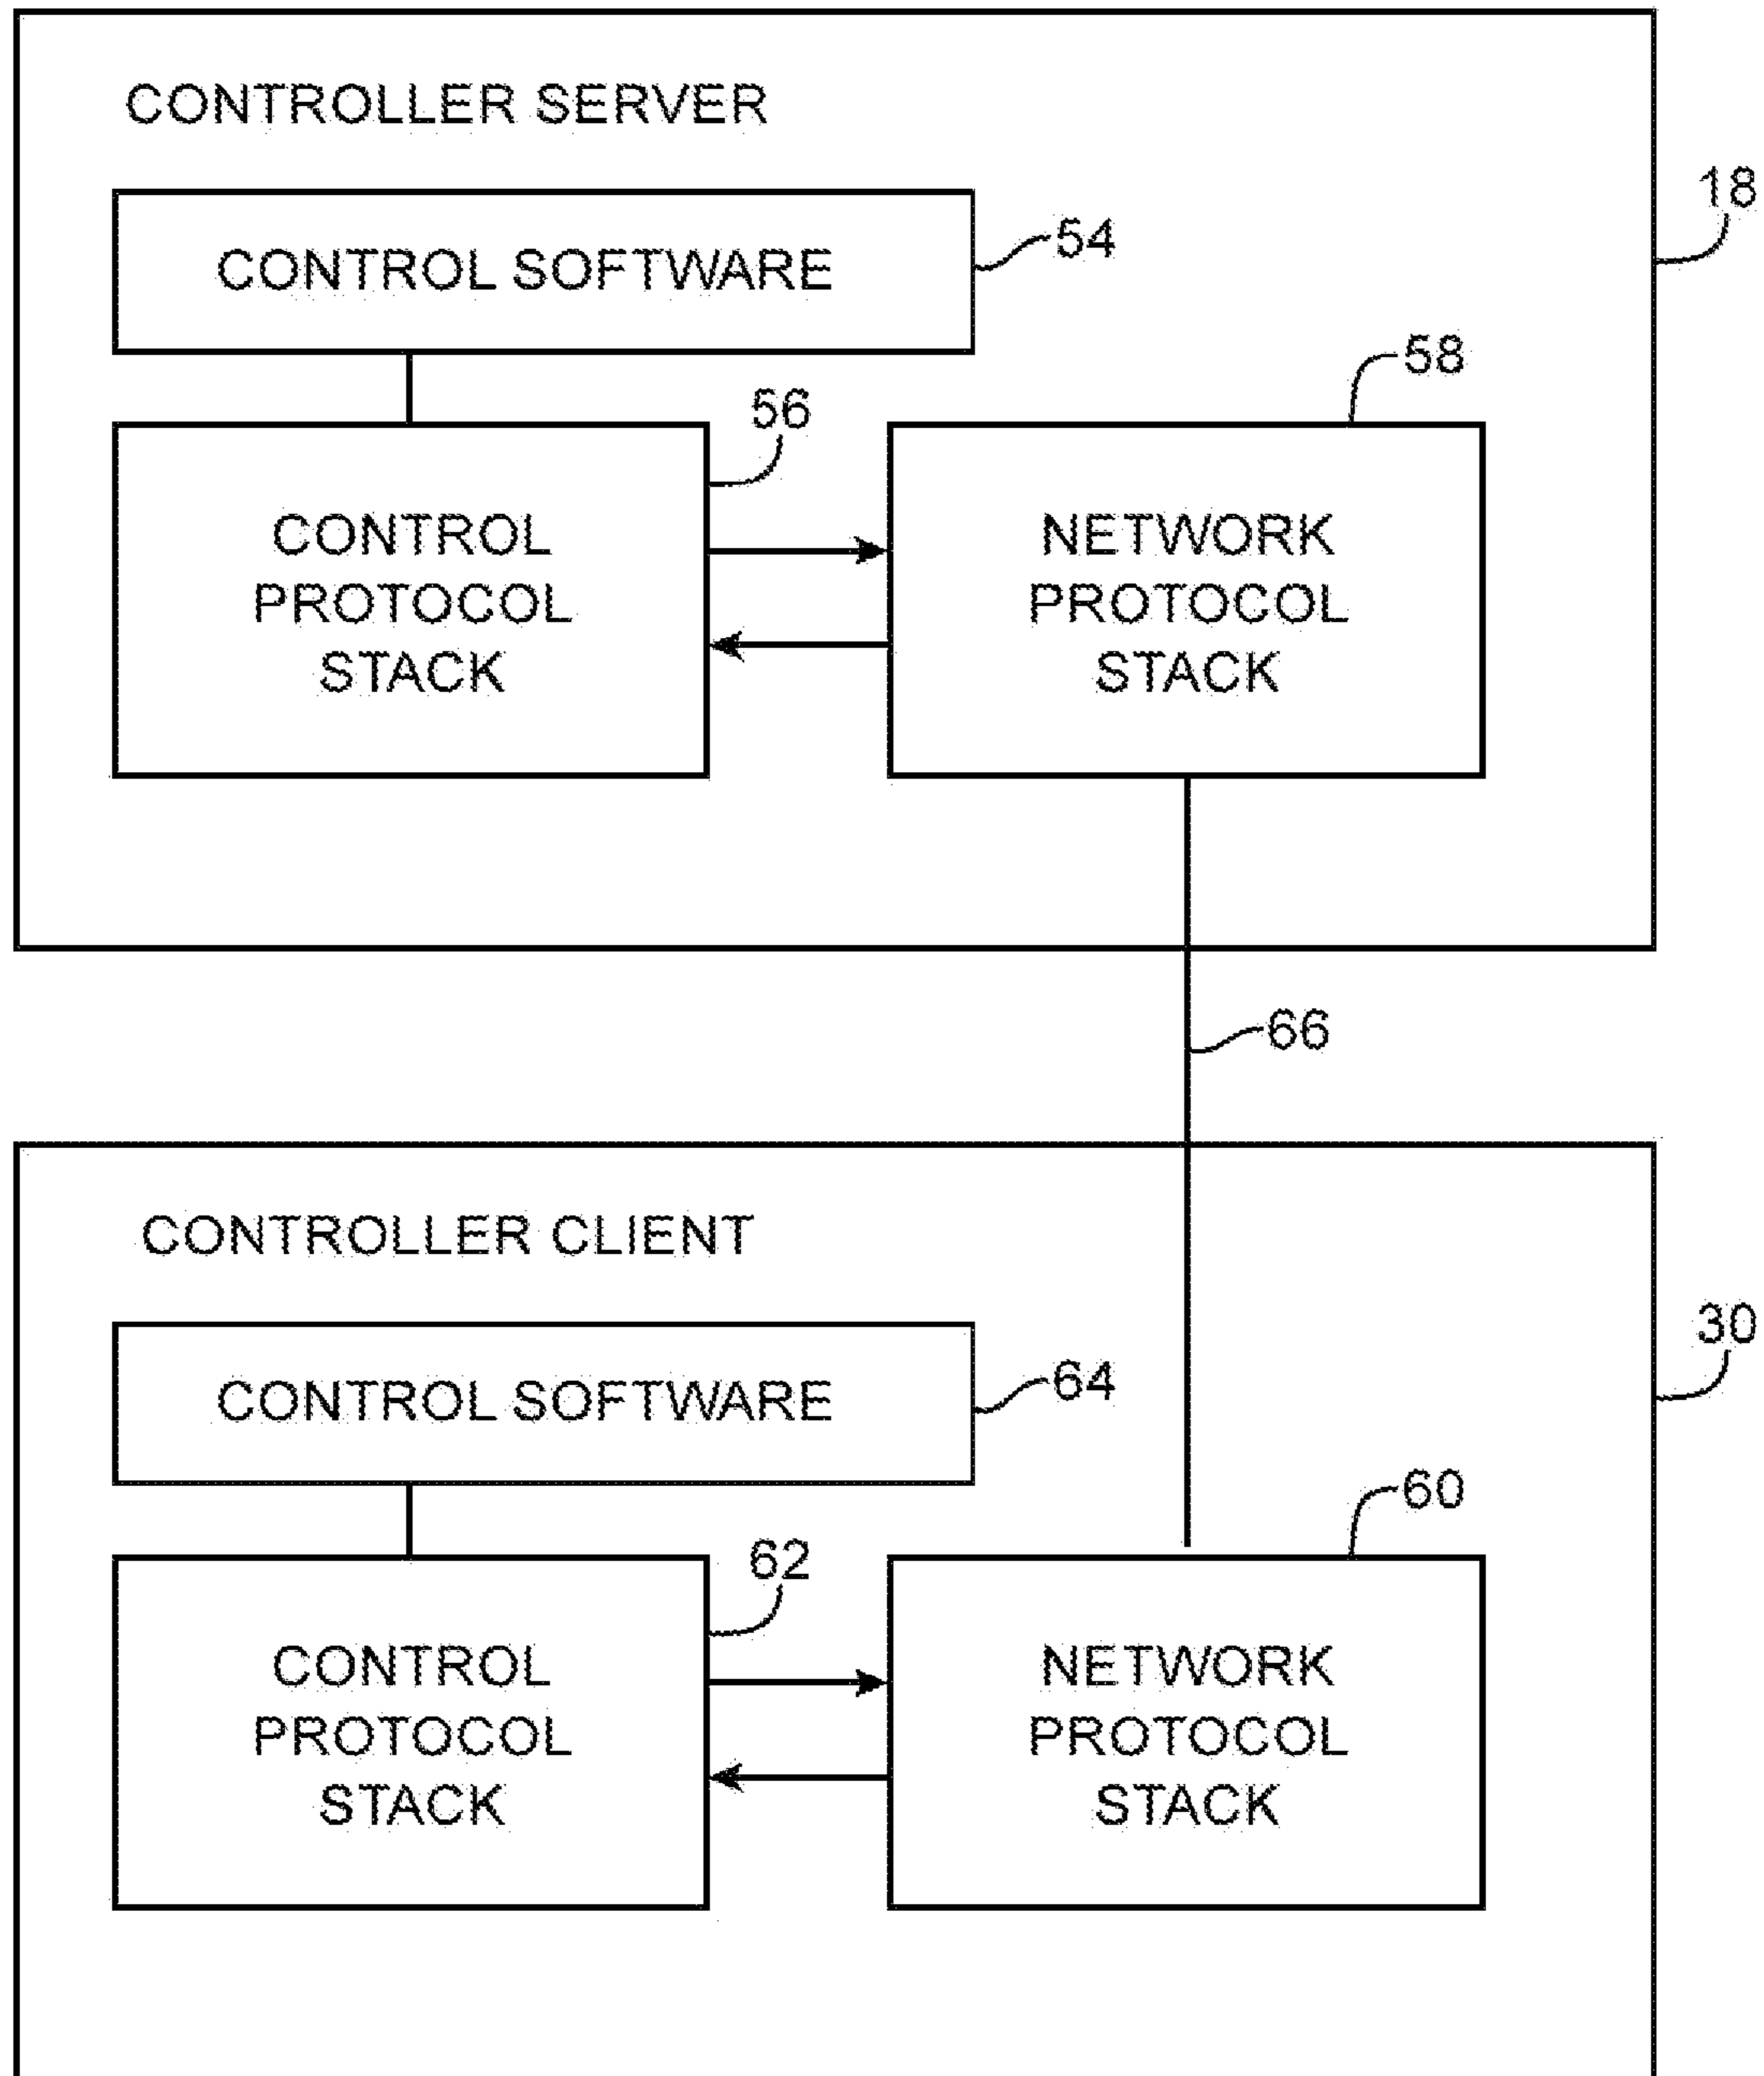 CONTROLLER SERVER
18
CONTROL SOFTWARE
54
58
56
CONTROL
PROTOCOL
STACK
NETWORK
PROTOCOL
STACK
66
CONTROLLER CLIENT
30
CONTROL SOFTWARE
64
60
62
CONTROL
PROTOCOL
STACK
NETWORK
PROTOCOL
STACK